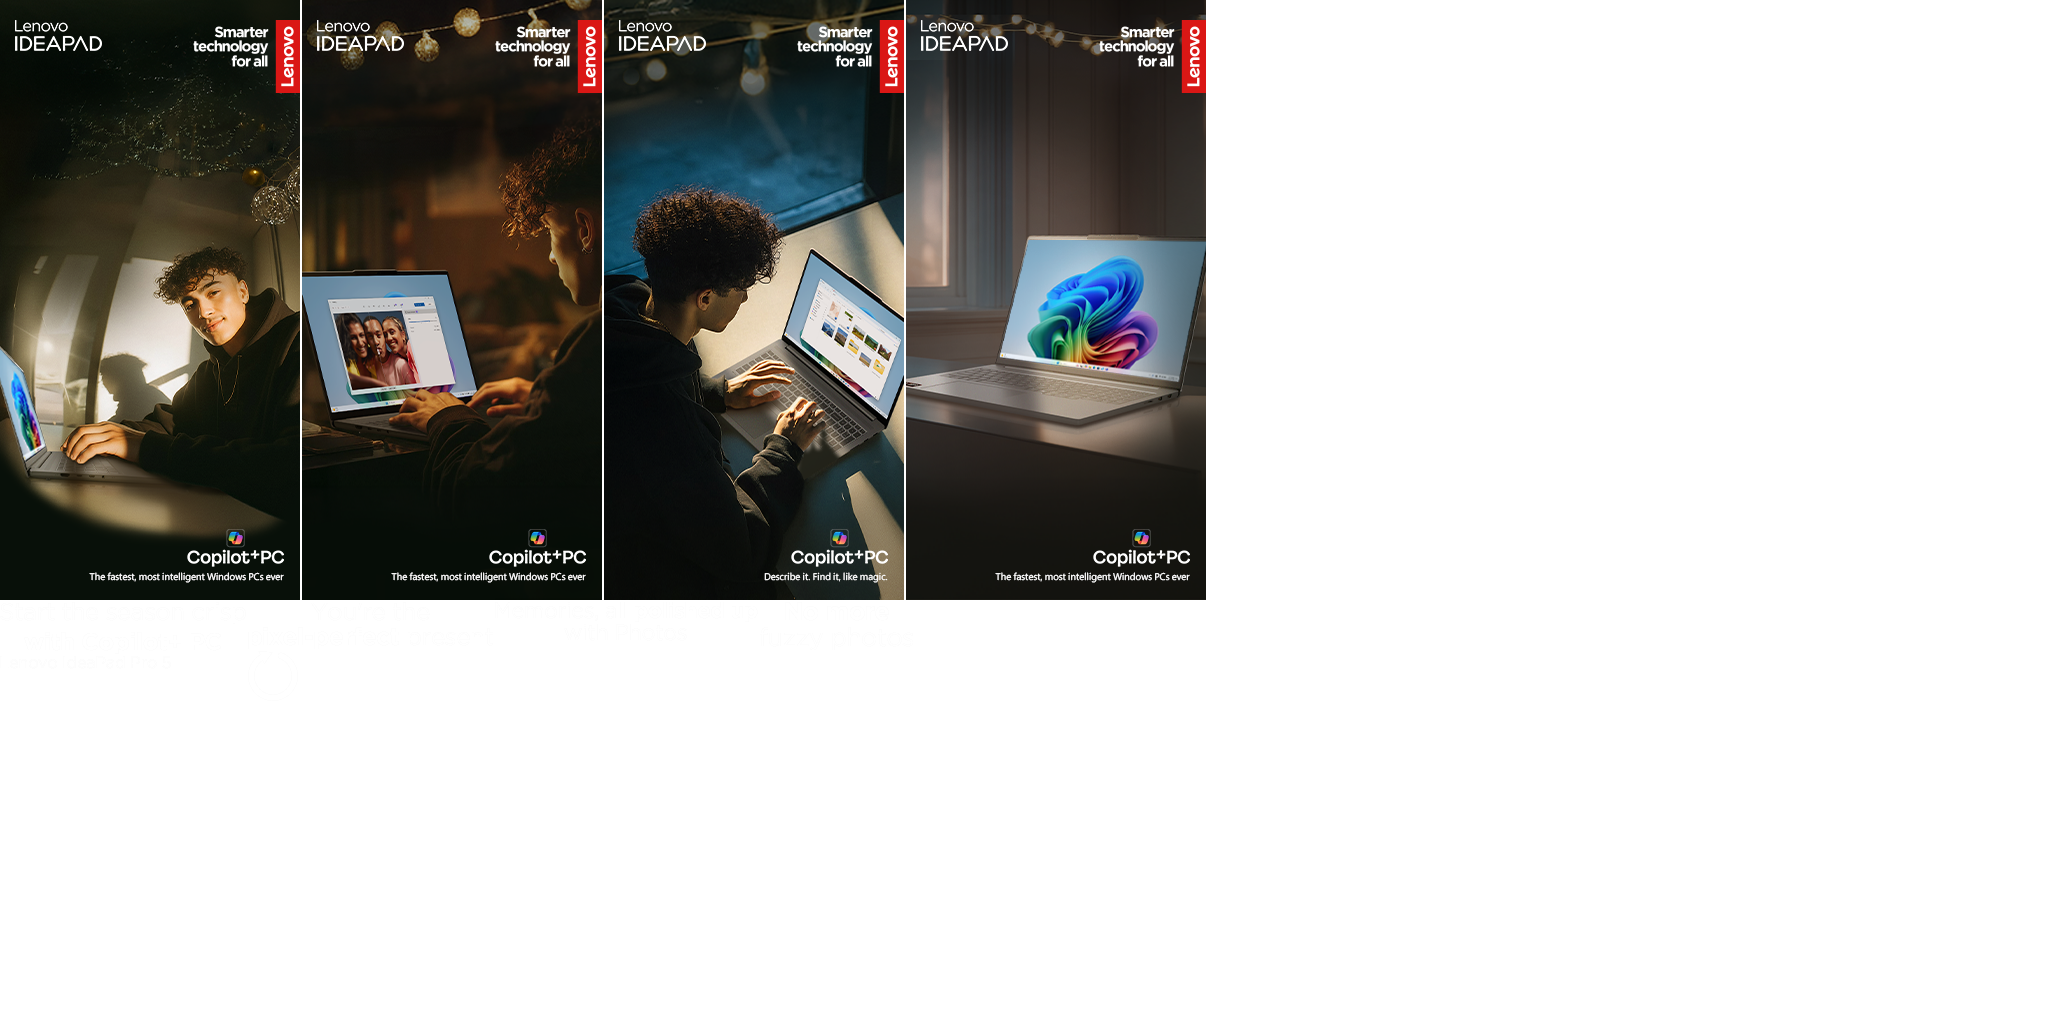 Lenovo
IDEAPAD
Smarter
technology
for all
Lenovo
Copilot+PC
The fastest, most intelligent Windows PCs ever
Lenovo
IDEAPAD
Smarter
technology
for all
Lenovo
Copilot+PC
The fastest, most intelligent Windows PCs ever
Lenovo
IDEAPAD
Smarter
technology
for all
Lenovo
Copilot+PC
Describe it. Find it, like magic.
Lenovo
IDEAPAD
Smarter
technology
for all
Lenovo
Copilot+PC
The fastest, most intelligent Windows PCs ever